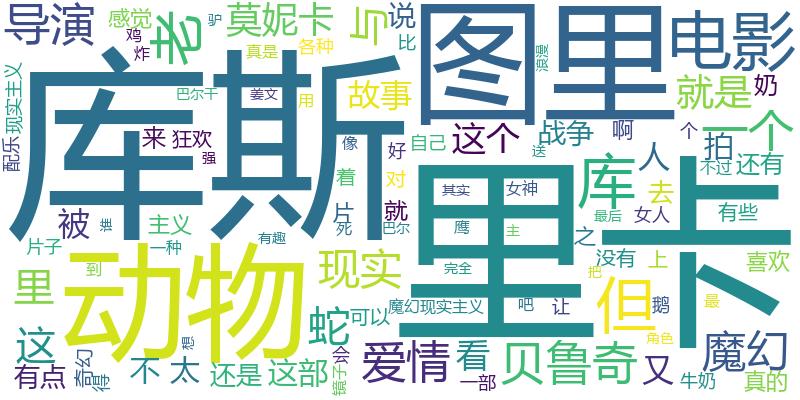 导演
感觉
驴
莫妮卡
与
说
图里
电影
鸡
炸
老
真是
各种
比
浪漫
库斯
里卡
现实主义
巴尔干
姜文
用
故事
就是
奶
配乐
来
狂欢
强
像
好
自己
这个
战争
啊
个
一个
着
对
送
库
人
拍
不过
还有
被
主义
谁
片
死
就
巴尔
其实
女神
去
女人
有些
片子
一种
有趣
鹰
主
最后
之
没有
上
喜欢
里
到
动物
现实
完全
把
但
鹅
最
魔幻现实主义
吧
让
角色
这
蛇
可以
魔幻
奇幻
得
不
太
想
还是
这部
会
镜子
爱情
看
一部
贝鲁奇
又
牛奶
真的
有点